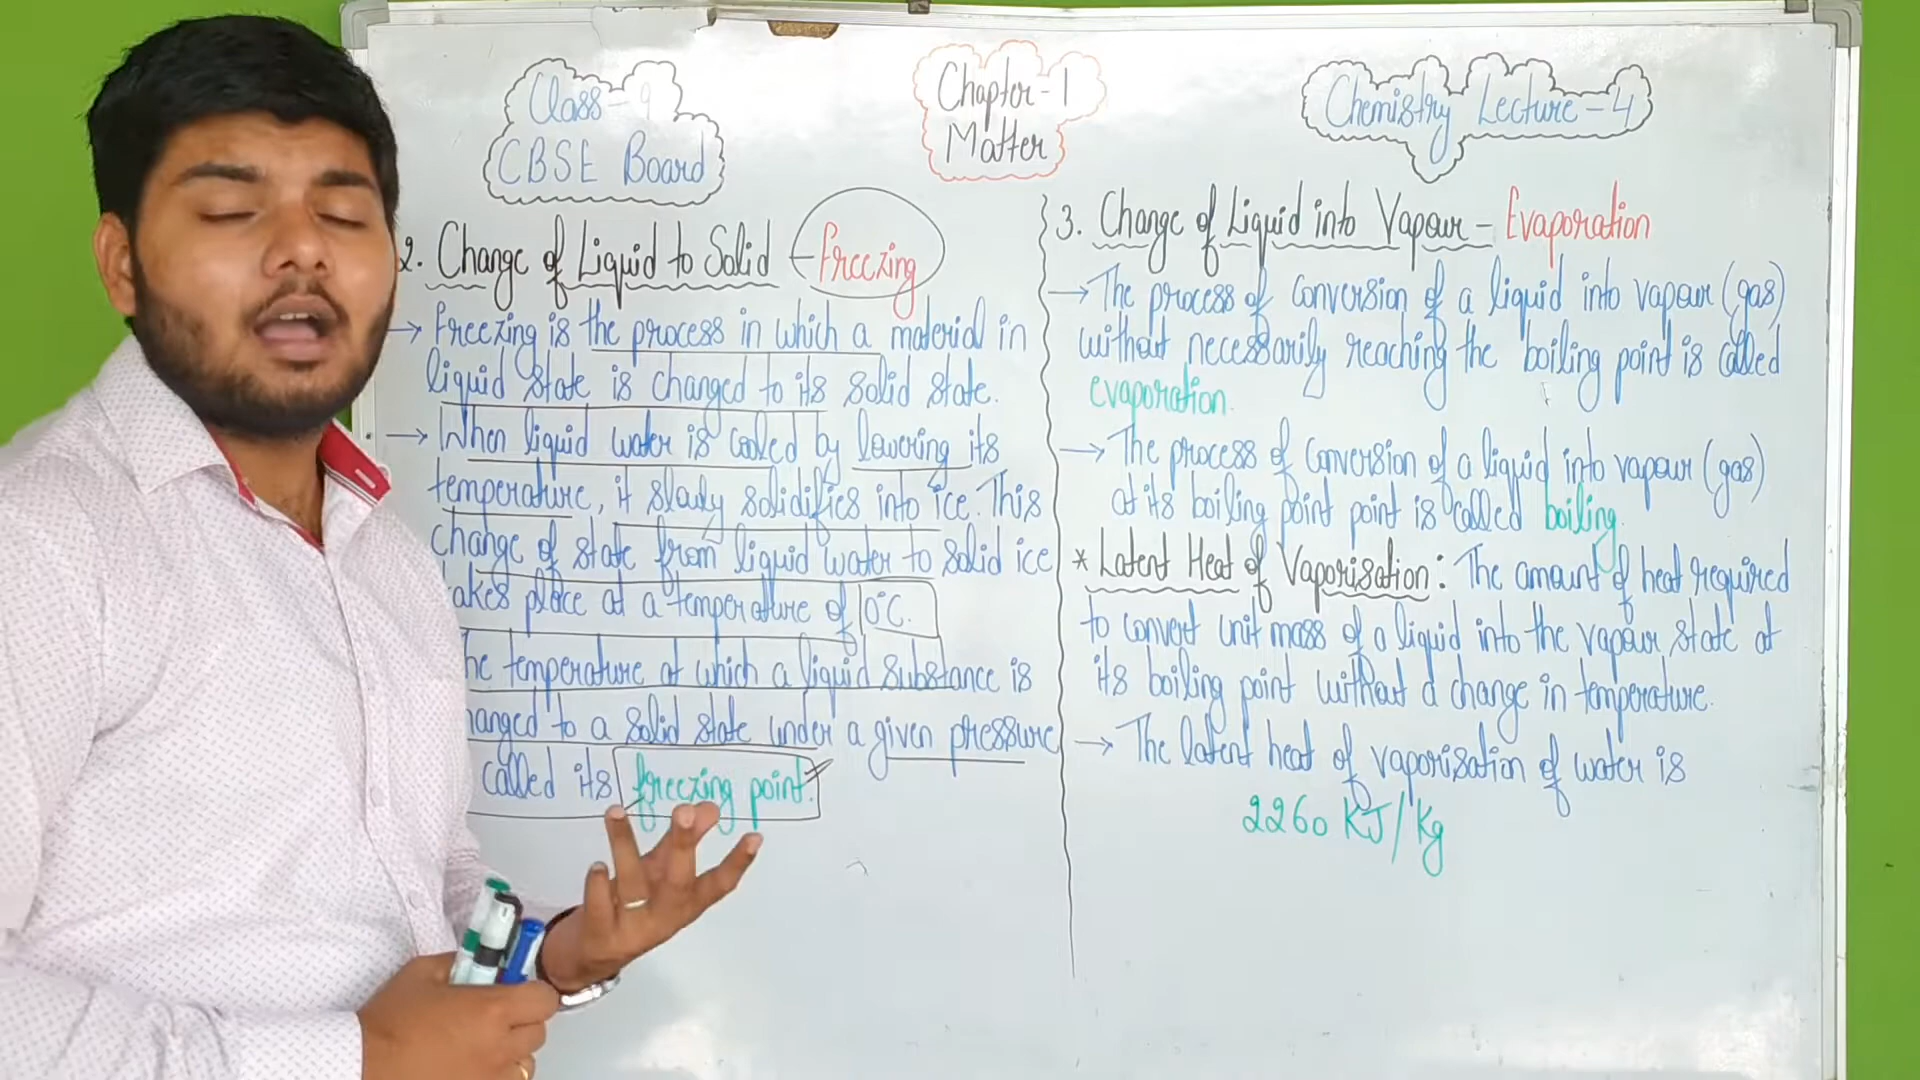 Class-9
CBSE Board
Chapter-1
Matter
Chemistry Lecture-4
2. Change of Liquid to Solid - Freezing
→ Freezing is the process in which a material in
liquid state is changed to its solid state.
→ When liquid water is cooled by lowering its
temperature, it slowly solidifies into ice. This
change of state from liquid water to solid ice
takes place at a temperature of 0°C.
he temperature at which a liquid substance is
hanged to a solid state under a given pressure
called its freezing point.
3. Change of Liquid into Vapour - Evaporation
→ The process of conversion of a liquid into vapour (gas)
without necessarily reaching the boiling point is called
evaporation.
→ The process of conversion of a liquid into vapour (gas)
at its boiling point point is called boiling.
* Latent Heat of Vaporisation: The amount of heat required
to convert unit mass of a liquid into the vapour state at
its boiling point without a change in temperature.
→ The latent heat of vaporisation of water is
2260 KJ/Kg